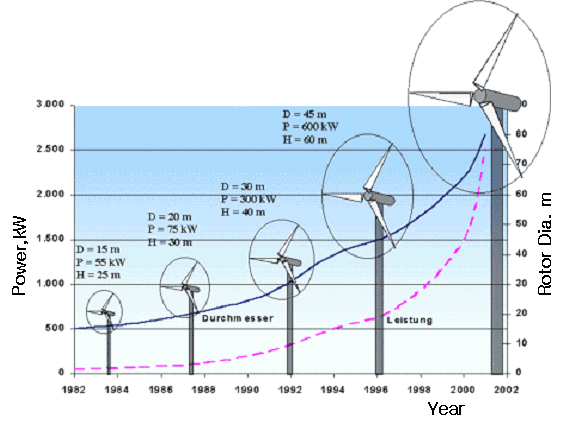 D = 45 m
P = 600 kW
H = 60 m
D = 30 m
P = 300 kW
H = 40 m
D = 20 m
P = 75 kW
H = 30 m
D = 15 m
P = 55 kW
H = 25 m
Power,kW
3.000
2.500
2.000
1.500
1.000
500
0
90
80
70
60
50
40
30
20
10
0
Rotor Dia. m
Durchmesser
Leistung
1982 1984 1986 1988 1990 1992 1994 1996 1998 2000 2002
Year